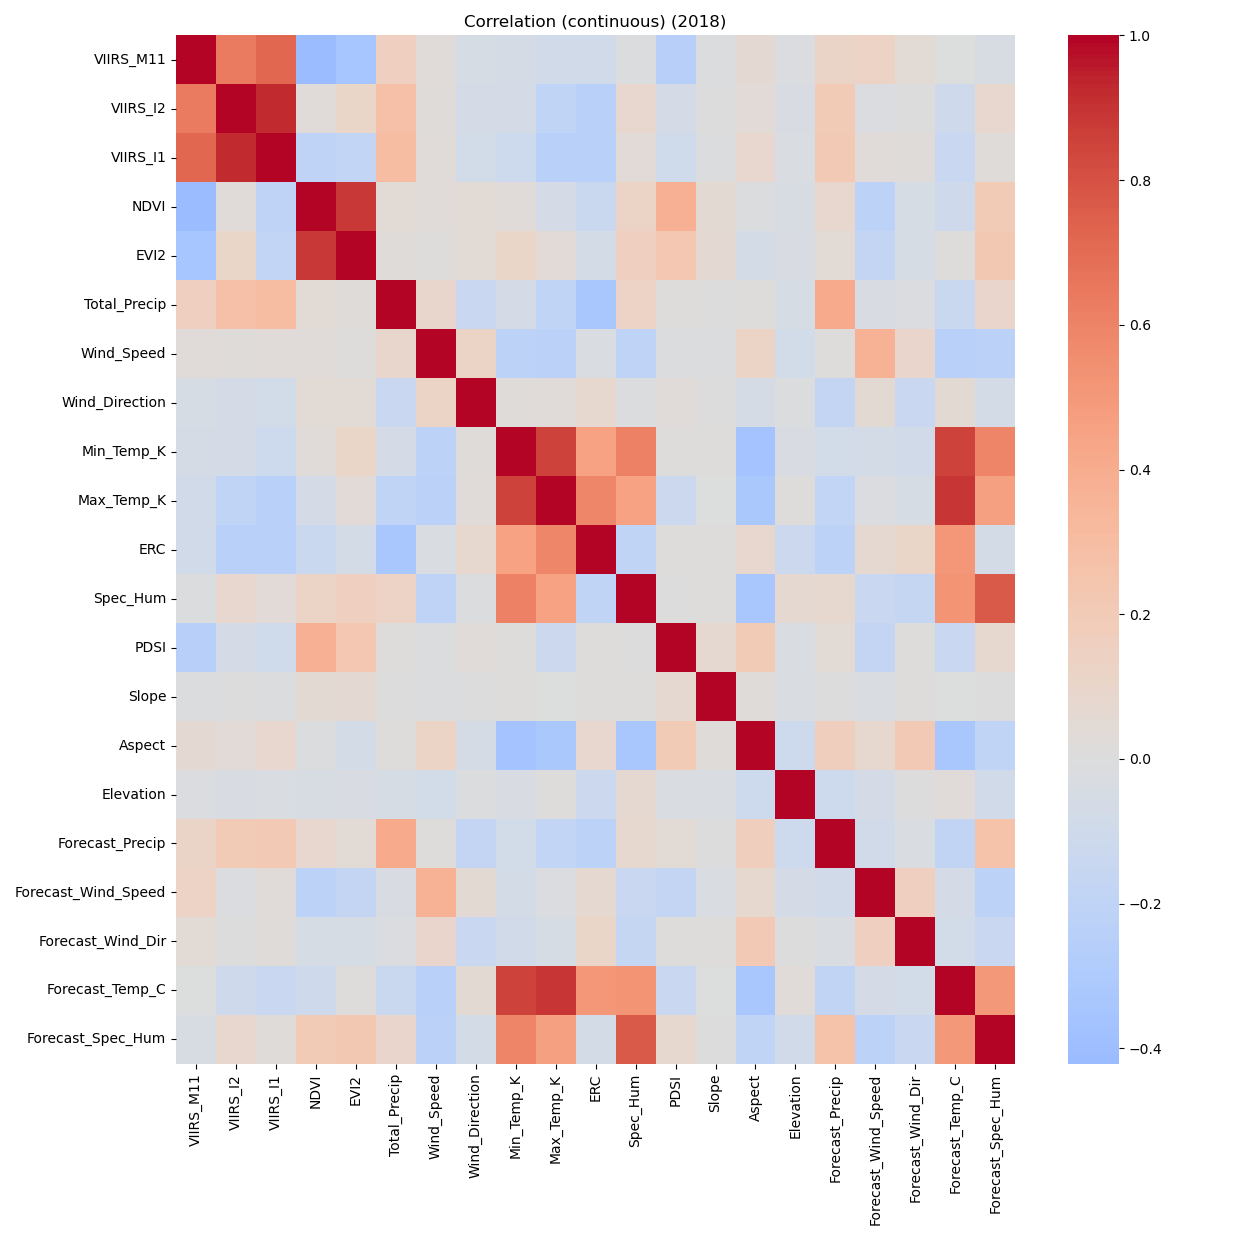 Correlation (continuous) (2018)
VIIRS_M11
VIIRS_I2
VIIRS_I1
NDVI
EVI2
Total_Precip
Wind_Speed
Wind_Direction
Min_Temp_K
Max_Temp_K
ERC
Spec_Hum
PDSI
Slope
Aspect
Elevation
Forecast_Precip
Forecast_Wind_Speed
Forecast_Wind_Dir
Forecast_Temp_C
Forecast_Spec_Hum
VIIRS_M11
VIIRS_I2
VIIRS_I1
NDVI
EVI2
Total_Precip
Wind_Speed
Wind_Direction
Min_Temp_K
Max_Temp_K
ERC
Spec_Hum
PDSI
Slope
Aspect
Elevation
Forecast_Precip
Forecast_Wind_Speed
Forecast_Wind_Dir
Forecast_Temp_C
Forecast_Spec_Hum
1.0
0.8
0.6
0.4
0.2
0.0
−0.2
−0.4